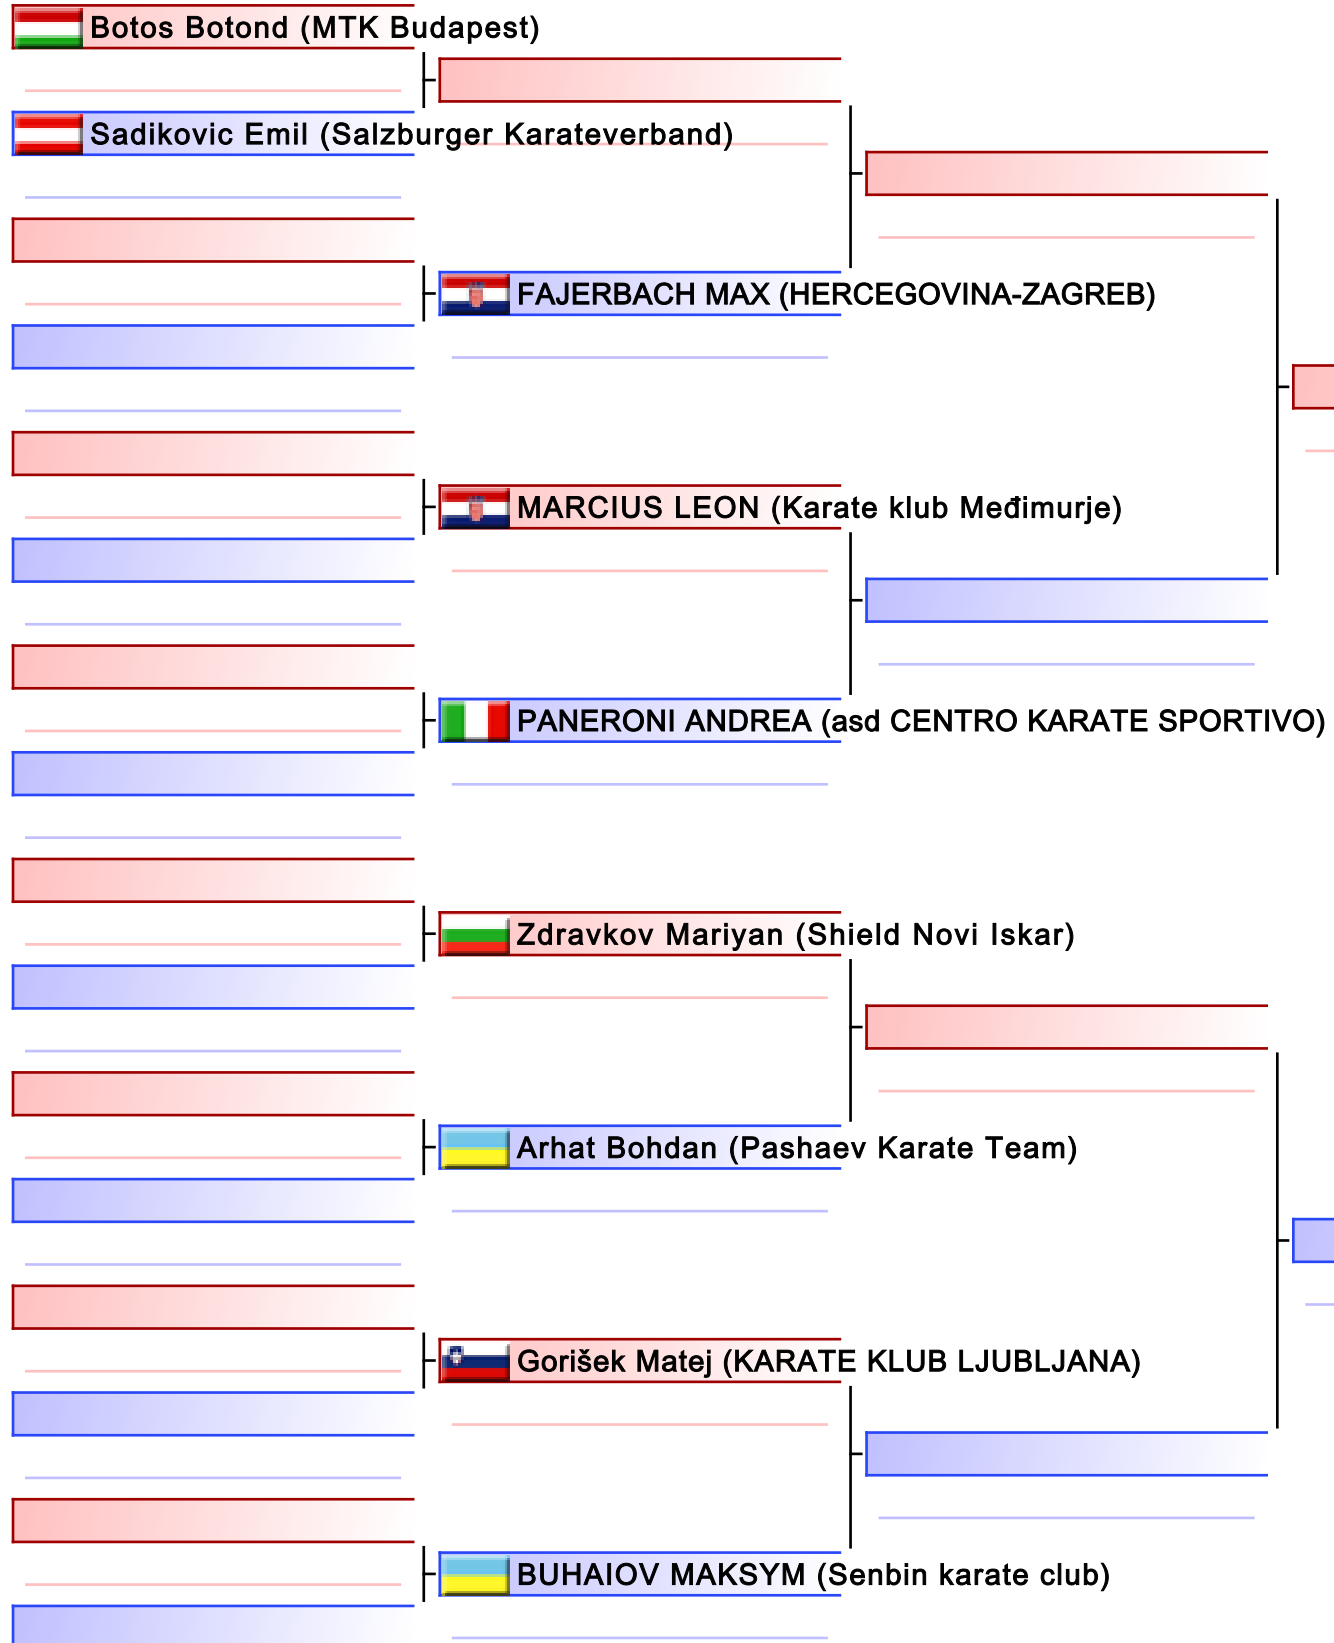 Botos Botond (MTK Budapest)
Sadikovic Emil (Salzburger Karateverband)
FAJERBACH MAX (HERCEGOVINA-ZAGREB)
MARCIUS LEON (Karate klub Međimurje)
PANERONI ANDREA (asd CENTRO KARATE SPORTIVO)
Zdravkov Mariyan (Shield Novi Iskar)
Arhat Bohdan (Pashaev Karate Team)
Gorišek Matej (KARATE KLUB LJUBLJANA)
BUHAIOV MAKSYM (Senbin karate club)